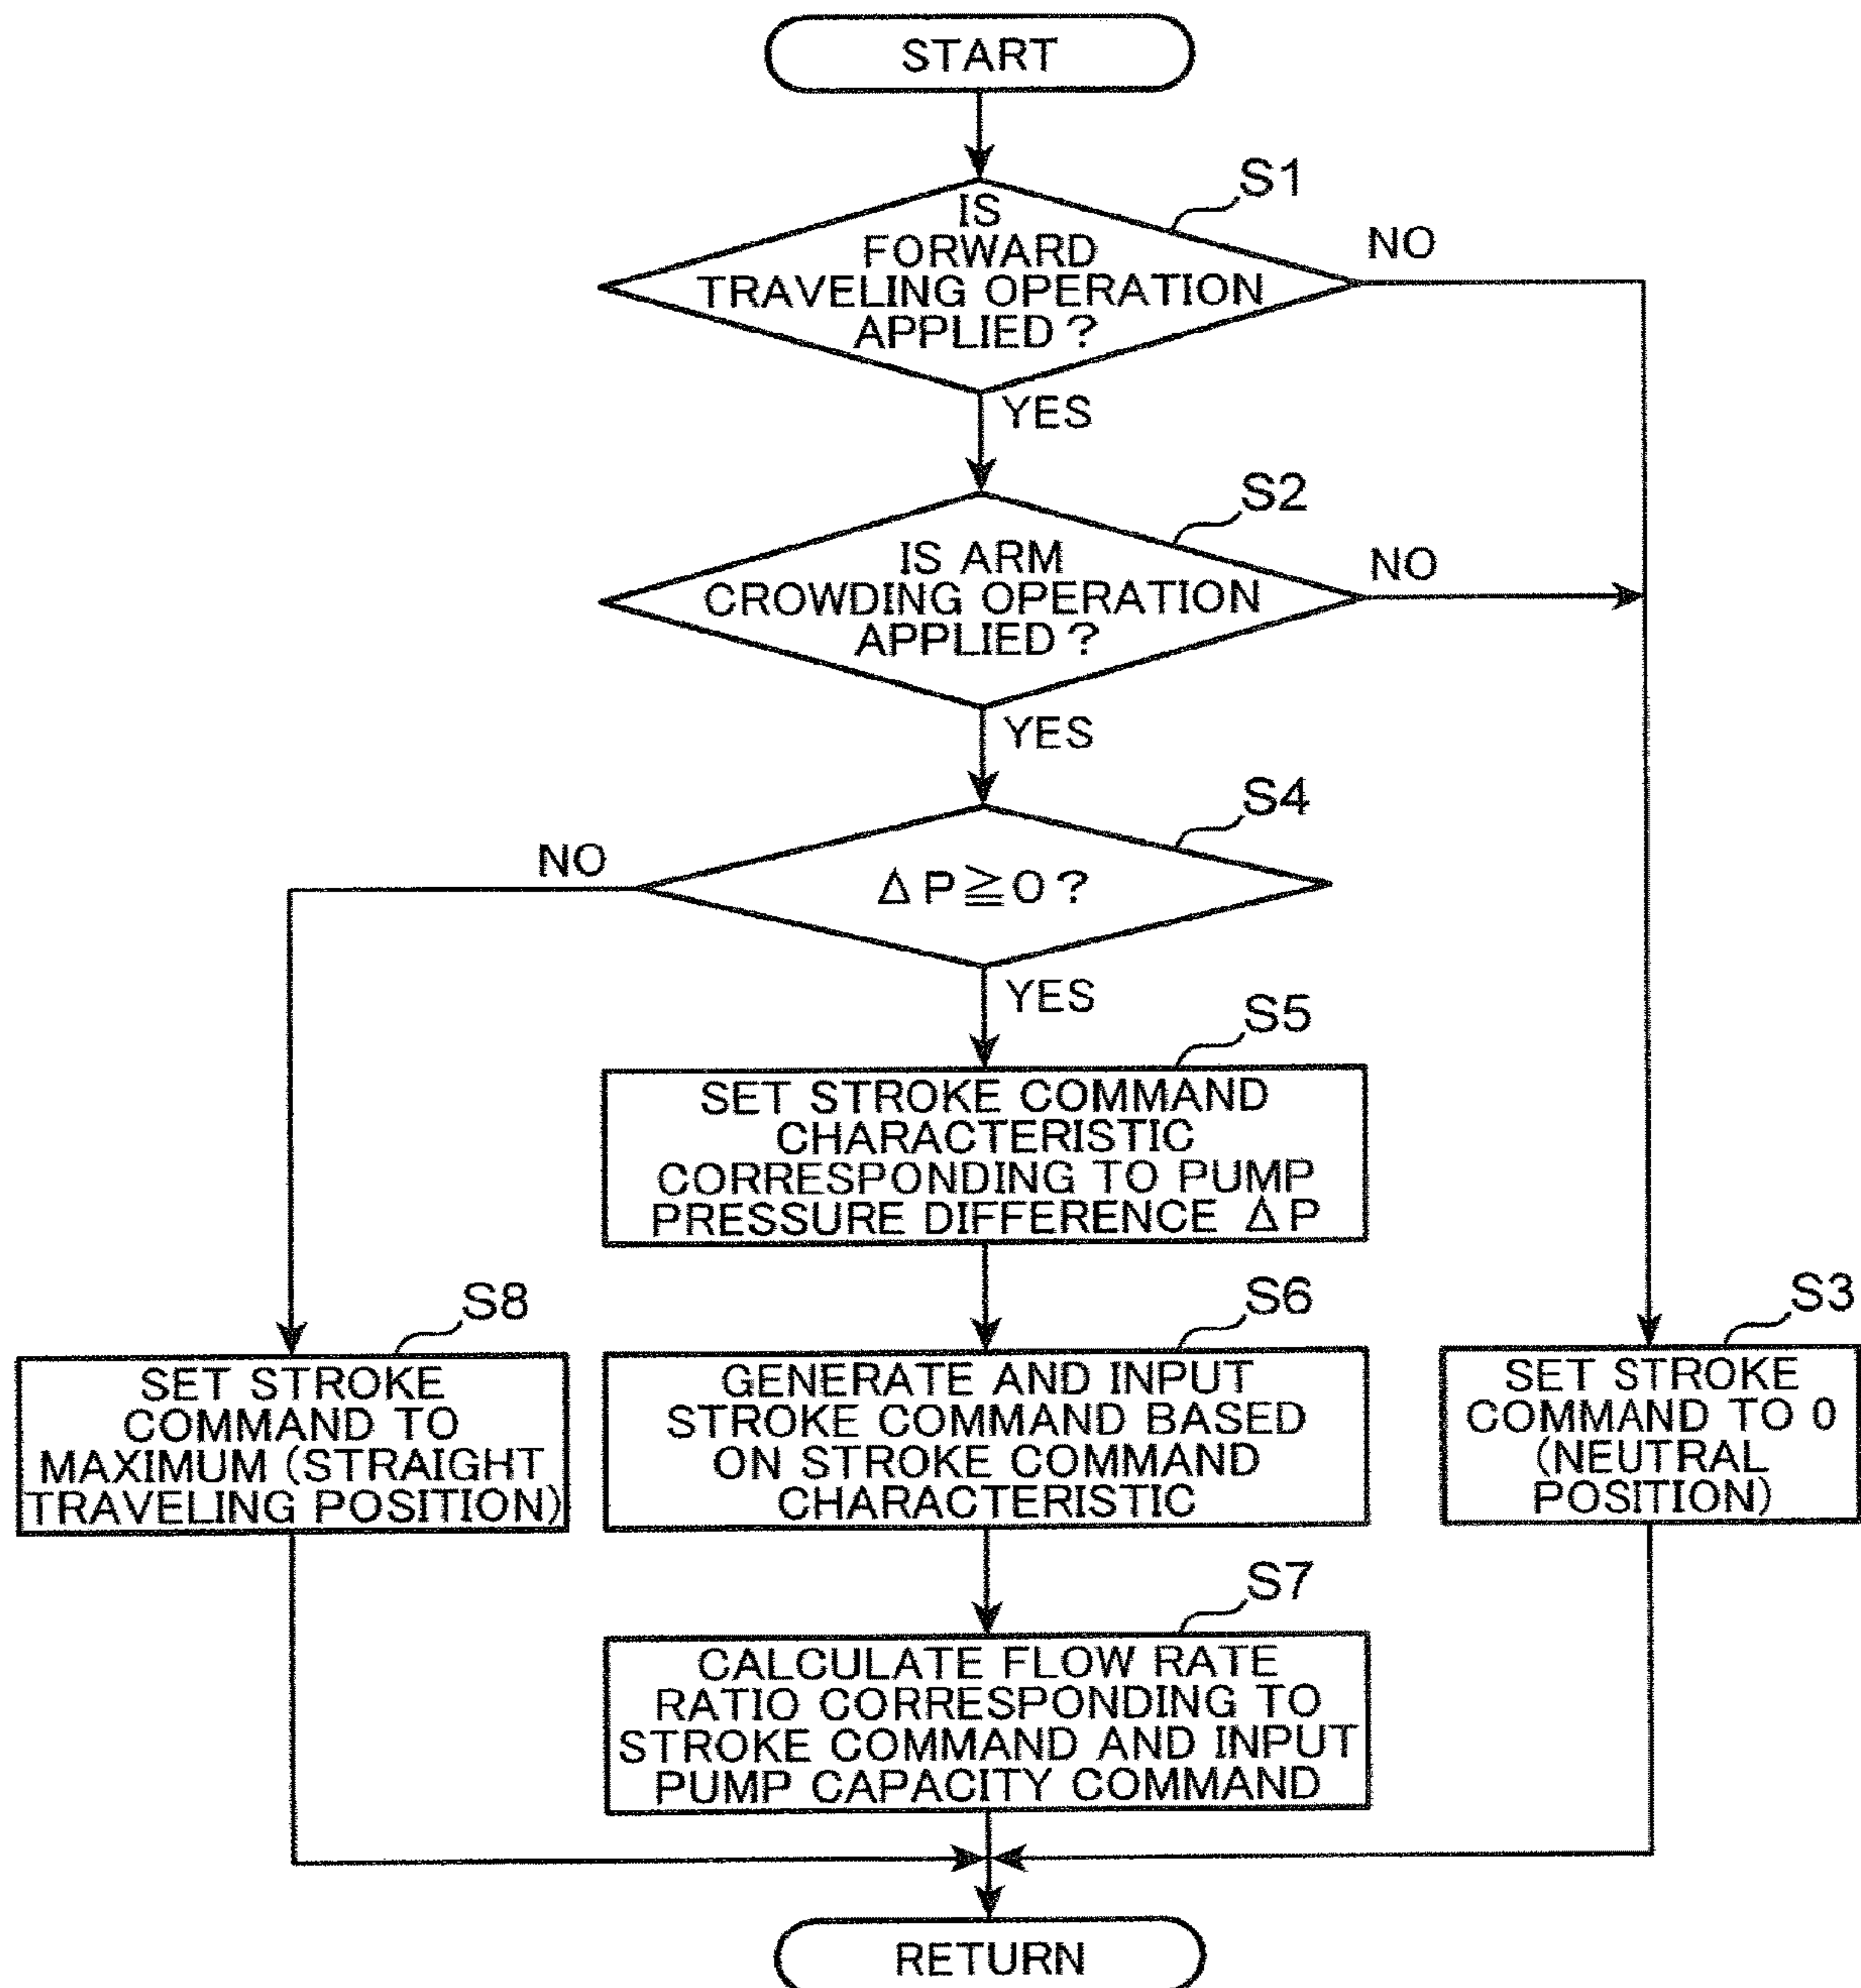 START
S1
IS
FORWARD
TRAVELING OPERATION
APPLIED?
NO
YES
S2
IS ARM
CROWDING OPERATION
APPLIED?
NO
YES
S4
NO
ΔP≧0?
YES
S5
SET STROKE COMMAND
CHARACTERISTIC
CORRESPONDING TO PUMP
PRESSURE DIFFERENCE ΔP
S8
SET STROKE
COMMAND TO
MAXIMUM (STRAIGHT
TRAVELING POSITION)
S6
GENERATE AND INPUT
STROKE COMMAND BASED
ON STROKE COMMAND
CHARACTERISTIC
S3
SET STROKE
COMMAND TO 0
(NEUTRAL
POSITION)
S7
CALCULATE FLOW RATE
RATIO CORRESPONDING TO
STROKE COMMAND AND INPUT
PUMP CAPACITY COMMAND
RETURN